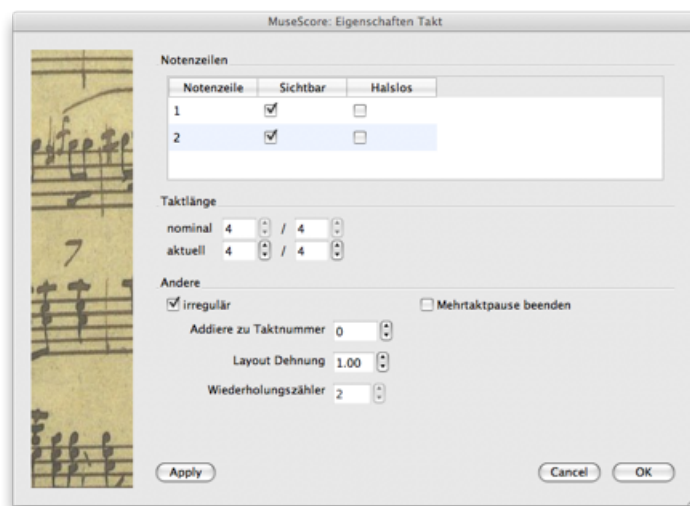 MuseScore: Eigenschaften Takt
Notenzeilen
Notenzeile Sichtbar Halslos
1
2
Taktlänge
nominal 4 / 4
aktuell 4 / 4
Andere
irregulär Mehrtaktpause beenden
Addiere zu Taktnummer 0
Layout Dehnung 1.00
Wiederholungszähler 2
Apply Cancel OK